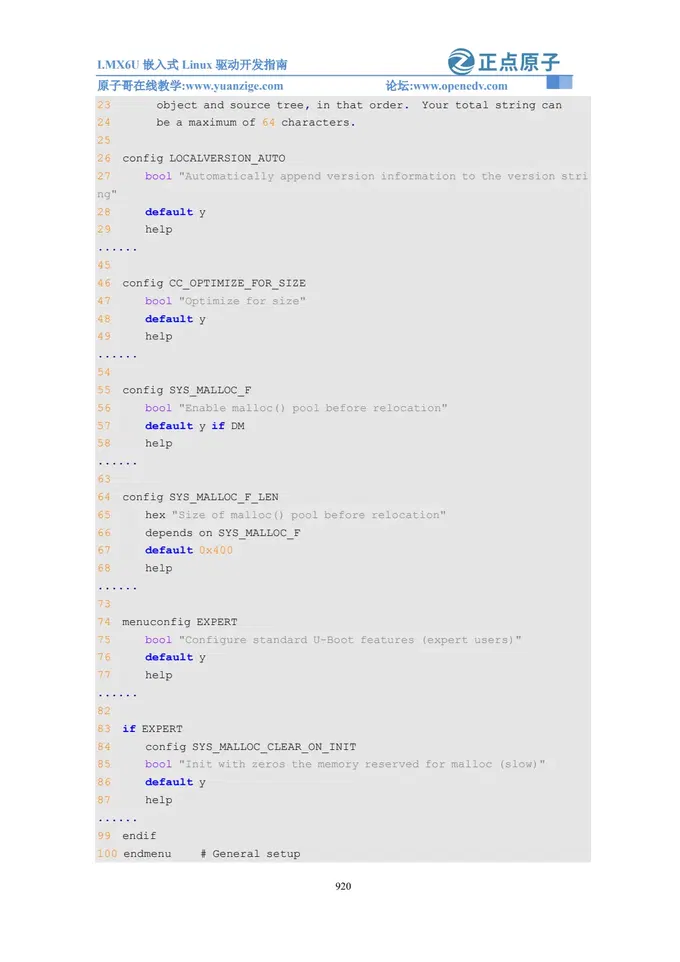 I.MX6U 嵌入式 Linux 驱动开发指南
正点原子
原子哥在线教学:www.yuanzige.com 论坛:www.openedv.com
23 object and source tree, in that order. Your total string can
24 be a maximum of 64 characters.
25
26 config LOCALVERSION_AUTO
27 bool "Automatically append version information to the version stri
ng"
28 default y
29 help
......
45
46 config CC_OPTIMIZE_FOR_SIZE
47 bool "Optimize for size"
48 default y
49 help
......
54
55 config SYS_MALLOC_F
56 bool "Enable malloc() pool before relocation"
57 default y if DM
58 help
......
63
64 config SYS_MALLOC_F_LEN
65 hex "Size of malloc() pool before relocation"
66 depends on SYS_MALLOC_F
67 default 0x400
68 help
......
73
74 menuconfig EXPERT
75 bool "Configure standard U-Boot features (expert users)"
76 default y
77 help
......
82
83 if EXPERT
84 config SYS_MALLOC_CLEAR_ON_INIT
85 bool "Init with zeros the memory reserved for malloc (slow)"
86 default y
87 help
......
99 endif
100 endmenu # General setup
920